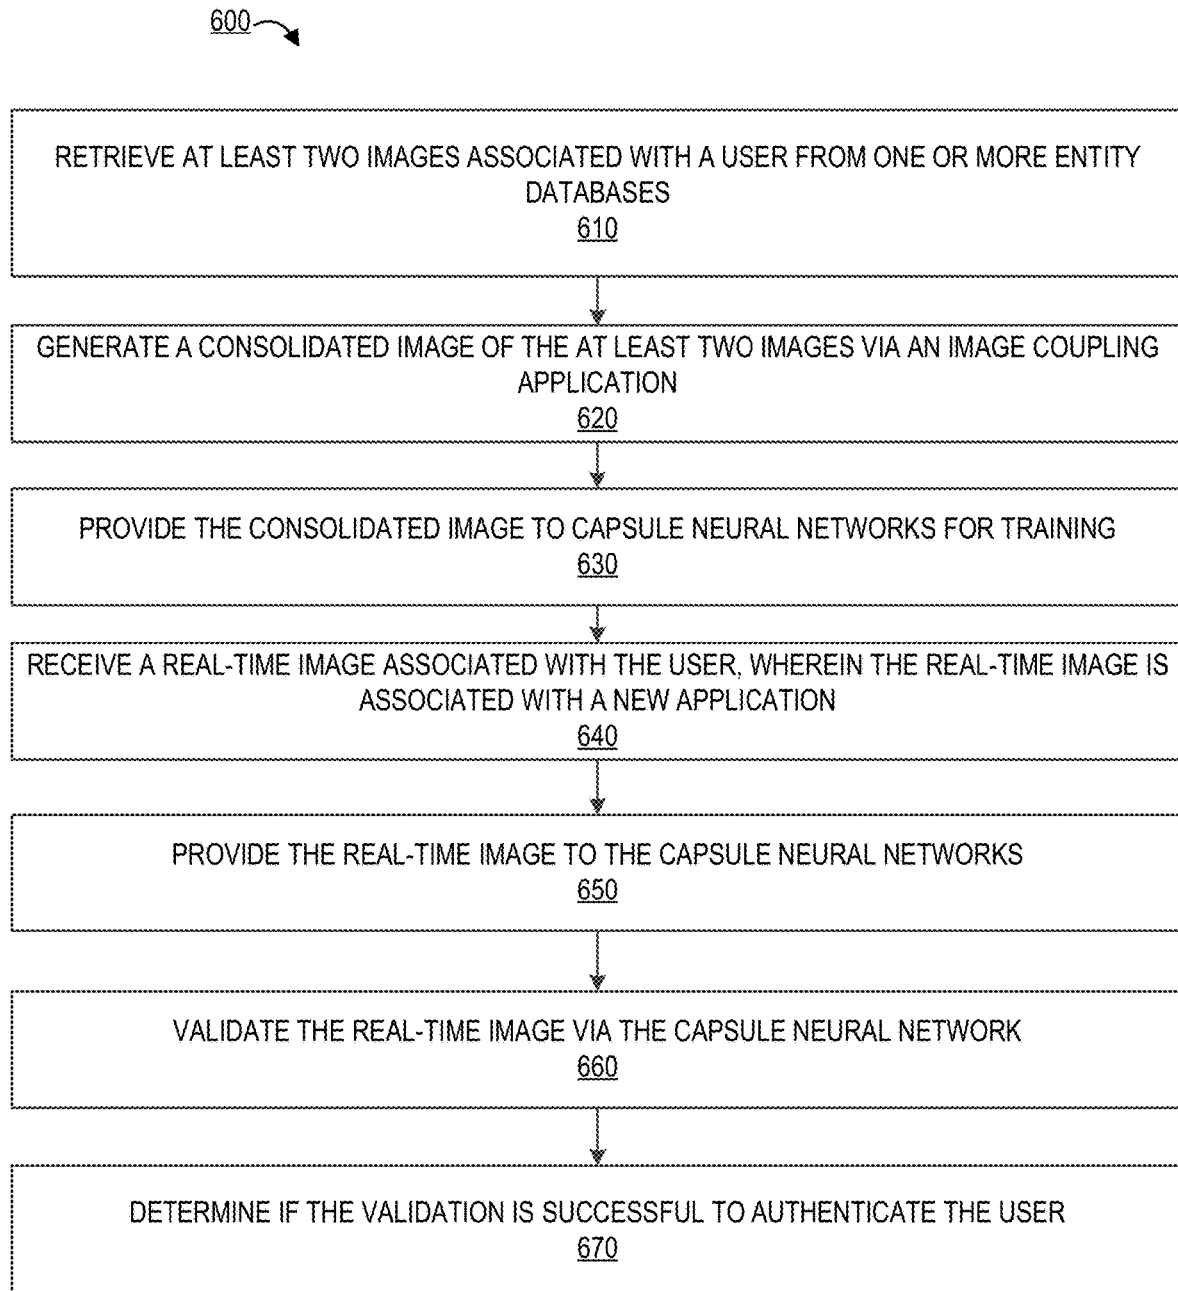 600
RETRIEVE AT LEAST TWO IMAGES ASSOCIATED WITH A USER FROM ONE OR MORE ENTITY
DATABASES
610
GENERATE A CONSOLIDATED IMAGE OF THE AT LEAST TWO IMAGES VIA AN IMAGE COUPLING
APPLICATION
620
PROVIDE THE CONSOLIDATED IMAGE TO CAPSULE NEURAL NETWORKS FOR TRAINING
630
RECEIVE A REAL-TIME IMAGE ASSOCIATED WITH THE USER, WHEREIN THE REAL-TIME IMAGE IS
ASSOCIATED WITH A NEW APPLICATION
640
PROVIDE THE REAL-TIME IMAGE TO THE CAPSULE NEURAL NETWORKS
650
VALIDATE THE REAL-TIME IMAGE VIA THE CAPSULE NEURAL NETWORK
660
DETERMINE IF THE VALIDATION IS SUCCESSFUL TO AUTHENTICATE THE USER
670